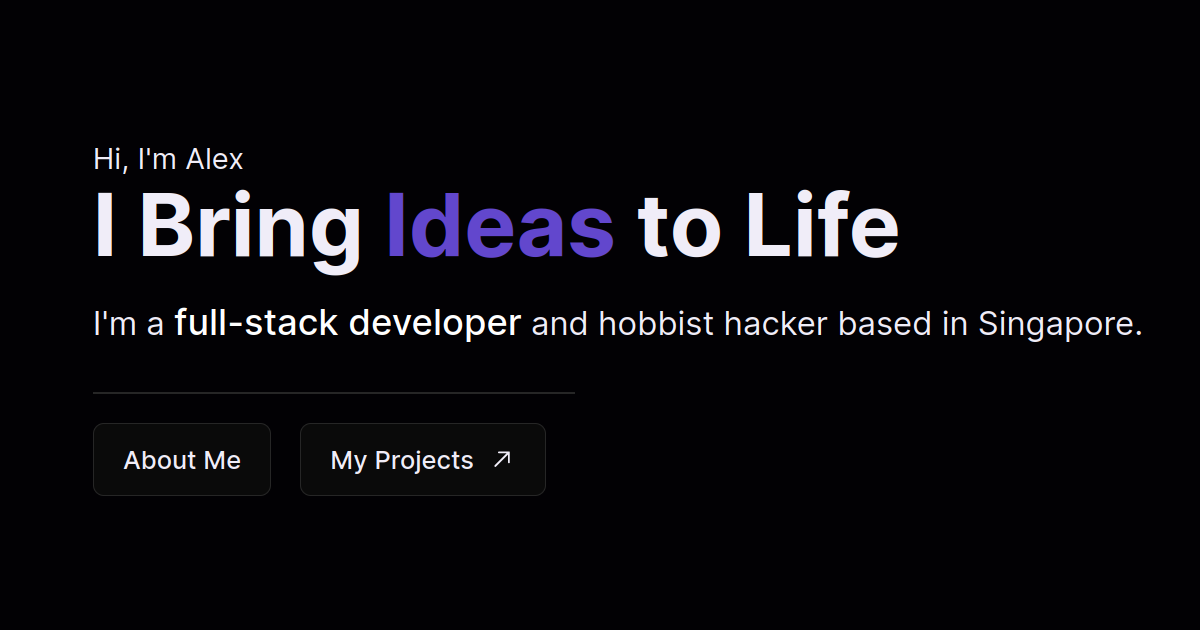 Hi, I'm Alex
I Bring Ideas to Life
I'm a full-stack developer and hobbist hacker based in Singapore.
About Me
My Projects